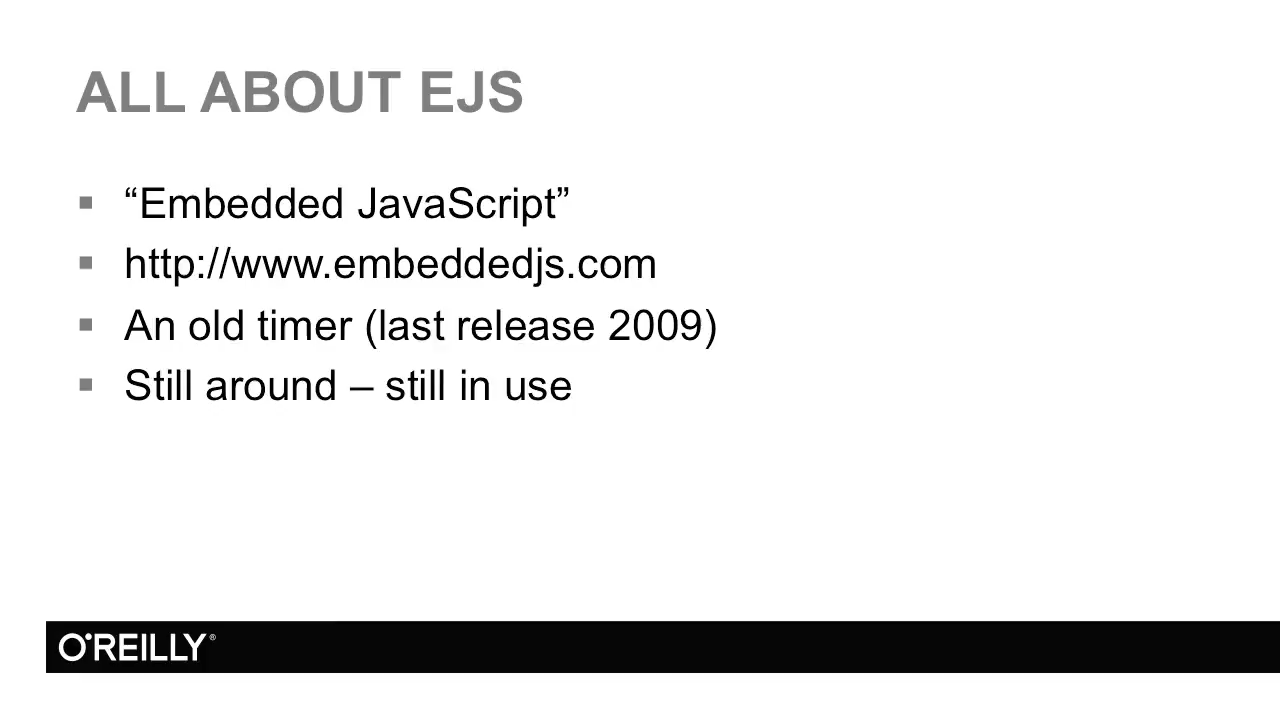 ALL ABOUT EJS
▪ “Embedded JavaScript”
▪ http://www.embeddedjs.com
▪ An old timer (last release 2009)
▪ Still around – still in use
O'REILLY®